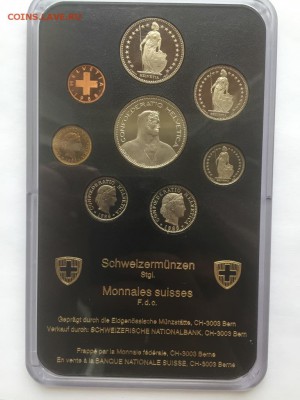 COINS.LAVE.RU
HELVETIA
CONFOEDERATIO HELVETICA
Schweizermünzen
Stgl.
Monnaies suisses
F.d.c.
Geprägt durch die Eidgenössische Münzstätte, CH-3003 Bern
Verkauf durch: SCHWEIZERISCHE NATIONALBANK, CH-3003 Bern
Frappé par la Monnaie fédérale, CH-3003 Berne
En vente à la BANQUE NATIONALE SUISSE, CH-3003 Berne